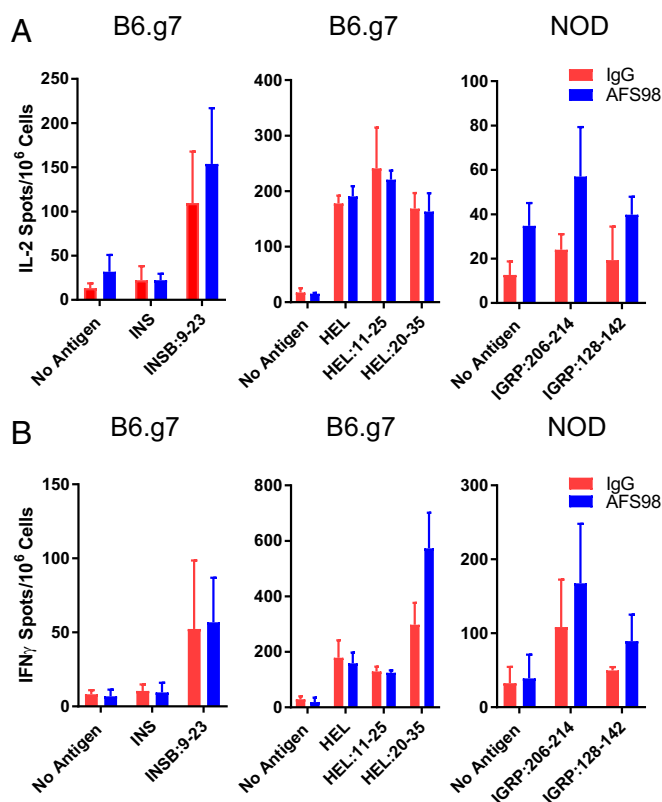 A
B6.g7
B6.g7
NOD
IL-2 Spots/10⁶ Cells
250
200
150
100
50
0
No Antigen
INS
INSB:9-23
400
300
200
100
0
No Antigen
HEL
HEL:11-25
HEL:20-35
100
80
60
40
20
0
IgG
AFS98
No Antigen
IGRP:206-214
IGRP:128-142
B
B6.g7
B6.g7
NOD
IFNγ Spots/10⁶ Cells
150
100
50
0
No Antigen
INS
INSB:9-23
800
600
400
200
0
No Antigen
HEL
HEL:11-25
HEL:20-35
300
200
100
0
IgG
AFS98
No Antigen
IGRP:206-214
IGRP:128-142